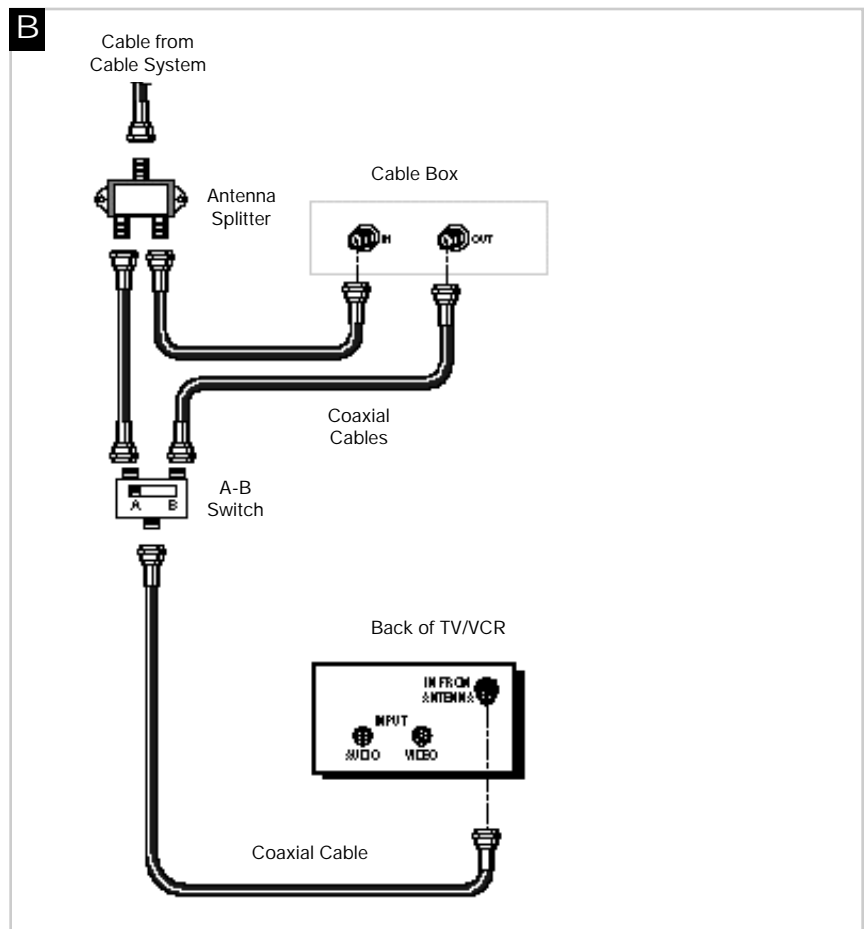 B
Cable from
Cable System
Antenna
Splitter
Cable Box
IN
OUT
Coaxial
Cables
A-B
Switch
A B
Back of TV/VCR
IN FROM
ANTENNA
INPUT
AUDIO VIDEO
Coaxial Cable